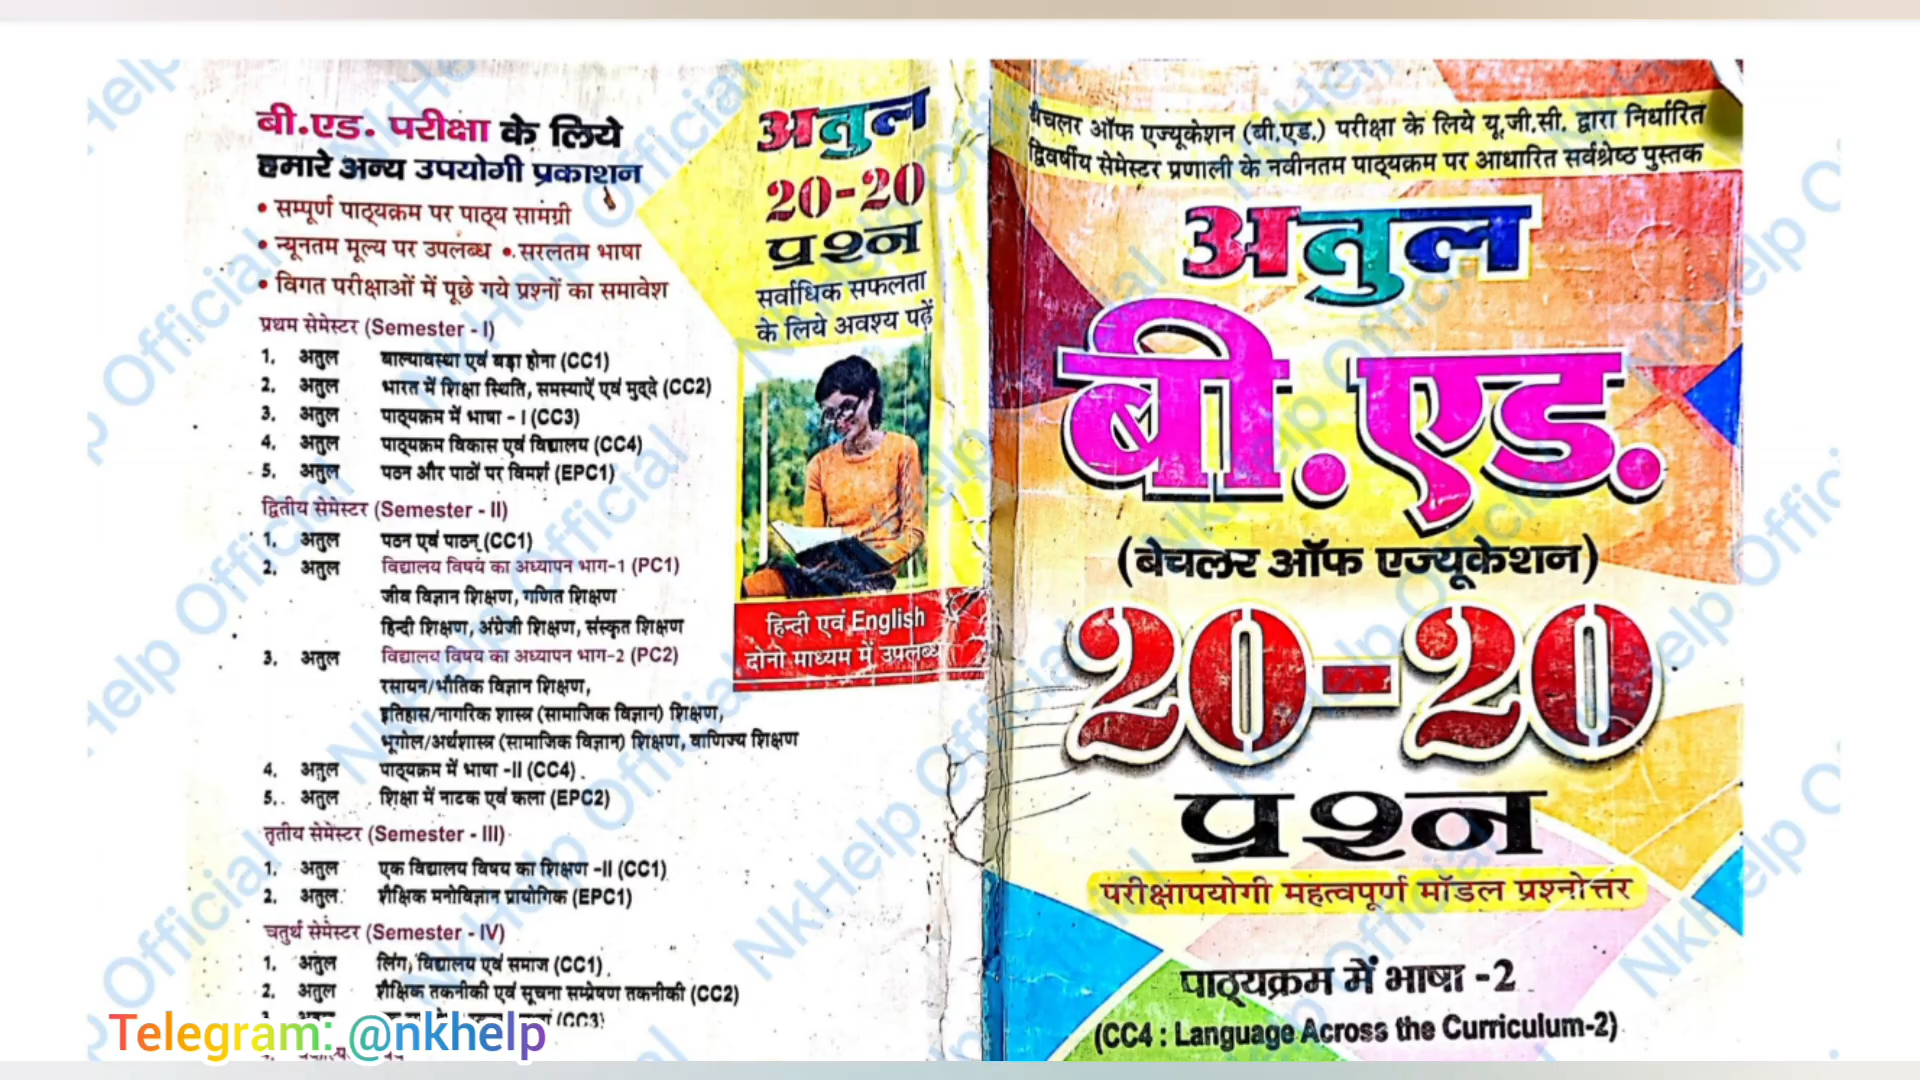 बी.एड. परीक्षा के लिये
हमारे अन्य उपयोगी प्रकाशन
• सम्पूर्ण पाठ्यक्रम पर पाठ्य सामग्री
• न्यूनतम मूल्य पर उपलब्ध • सरलतम भाषा
• विगत परीक्षाओं में पूछे गये प्रश्नों का समावेश
प्रथम सेमेस्टर (Semester - I)
1. अतुल बाल्यावस्था एवं बड़ा होना (CC1)
2. अतुल भारत में शिक्षा स्थिति, समस्याऐं एवं मुद्दे (CC2)
3. अतुल पाठ्यक्रम में भाषा - I (CC3)
4. अतुल पाठ्यक्रम विकास एवं विद्यालय (CC4)
5. अतुल पठन और पाठों पर विमर्श (EPC1)
द्वितीय सेमेस्टर (Semester - II)
1. अतुल पठन एवं पाठन् (CC1)
2. अतुल विद्यालय विषय का अध्यापन भाग-1 (PC1)
जीव विज्ञान शिक्षण, गणित शिक्षण
हिन्दी शिक्षण, अंग्रेजी शिक्षण, संस्कृत शिक्षण
3. अतुल विद्यालय विषय का अध्यापन भाग-2 (PC2)
रसायन/भौतिक विज्ञान शिक्षण,
इतिहास/नागरिक शास्त्र (सामाजिक विज्ञान) शिक्षण,
भूगोल/अर्थशास्त्र (सामाजिक विज्ञान) शिक्षण, वाणिज्य शिक्षण
4. अतुल पाठ्यक्रम में भाषा -II (CC4)
5. अतुल शिक्षा में नाटक एवं कला (EPC2)
तृतीय सेमेस्टर (Semester - III)
1. अतुल एक विद्यालय विषय का शिक्षण -II (CC1)
2. अतुल शैक्षिक मनोविज्ञान प्रायोगिक (EPC1)
चतुर्थ सेमेस्टर (Semester - IV)
1. अतुल लिंग, विद्यालय एवं समाज (CC1)
2. अतुल शैक्षिक तकनीकी एवं सूचना सम्प्रेषण तकनीकी (CC2)
(CC3)
Telegram: @nkhelp
अतुल
20-20
प्रश्न
सर्वाधिक सफलता
के लिये अवश्य पढ़ें
हिन्दी एवं English
दोनो माध्यम में उपलब्ध
बैचलर ऑफ एज्यूकेशन (बी.एड.) परीक्षा के लिये यू.जी.सी. द्वारा निर्धारित
द्विवर्षीय सेमेस्टर प्रणाली के नवीनतम पाठ्यक्रम पर आधारित सर्वश्रेष्ठ पुस्तक
अतुल
बी.एड.
(बेचलर ऑफ एज्यूकेशन)
20-20
प्रश्न
परीक्षापयोगी महत्वपूर्ण मॉडल प्रश्नोत्तर
पाठ्यक्रम में भाषा -2
(CC4 : Language Across the Curriculum-2)
NkHelp Official